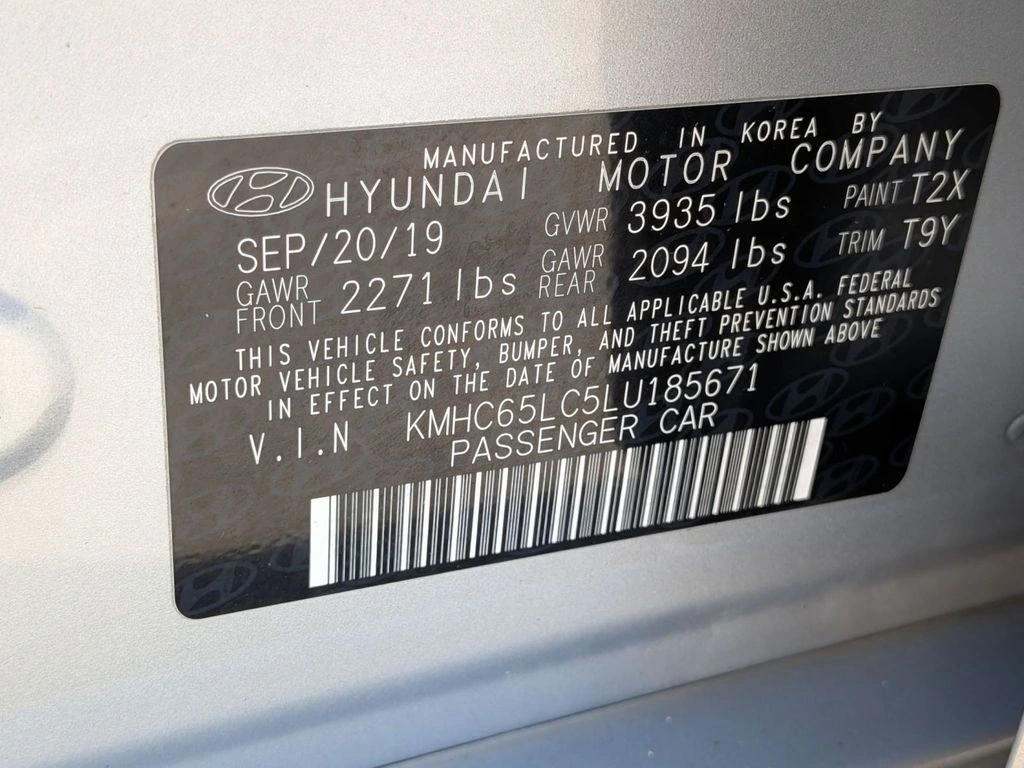 MANUFACTURED IN KOREA BY
HYUNDAI MOTOR COMPANY
SEP/20/19 GVWR 3935 lbs PAINT T2X
GAWR FRONT 2271 lbs GAWR REAR 2094 lbs TRIM T9Y
THIS VEHICLE CONFORMS TO ALL APPLICABLE U.S.A. FEDERAL
MOTOR VEHICLE SAFETY, BUMPER, AND THEFT PREVENTION STANDARDS
IN EFFECT ON THE DATE OF MANUFACTURE SHOWN ABOVE
V.I.N KMHC65LC5LU185671
PASSENGER CAR